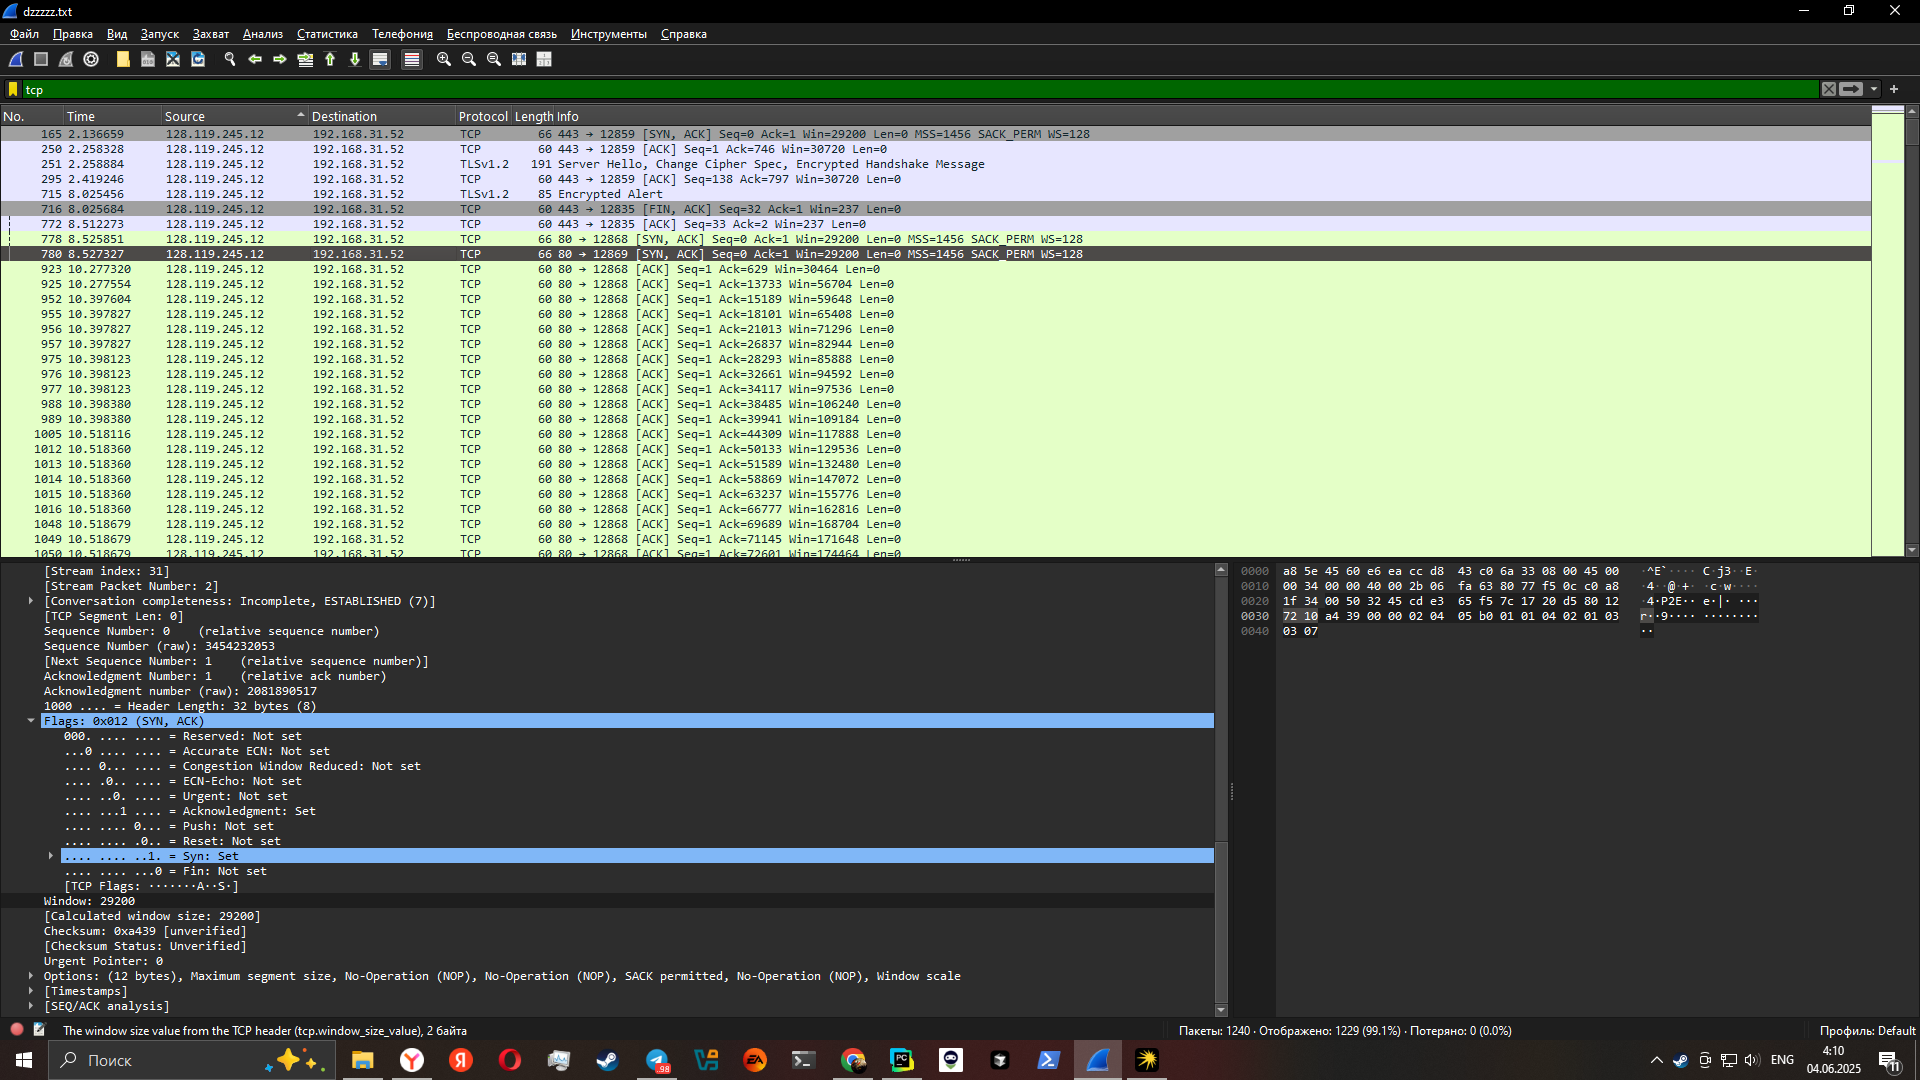 dzzzzz.txt
Файл Правка Вид Запуск Захват Анализ Статистика Телефония Беспроводная связь Инструменты Справка
tcp
No. Time Source Destination Protocol Length Info
165 2.136659 128.119.245.12 192.168.31.52 TCP 66 443 → 12859 [SYN, ACK] Seq=0 Ack=1 Win=29200 Len=0 MSS=1456 SACK_PERM WS=128
250 2.258328 128.119.245.12 192.168.31.52 TCP 60 443 → 12859 [ACK] Seq=1 Ack=746 Win=30720 Len=0
251 2.258884 128.119.245.12 192.168.31.52 TLSv1.2 191 Server Hello, Change Cipher Spec, Encrypted Handshake Message
295 2.419246 128.119.245.12 192.168.31.52 TCP 60 443 → 12859 [ACK] Seq=138 Ack=797 Win=30720 Len=0
715 8.025456 128.119.245.12 192.168.31.52 TLSv1.2 85 Encrypted Alert
716 8.025684 128.119.245.12 192.168.31.52 TCP 60 443 → 12835 [FIN, ACK] Seq=32 Ack=1 Win=237 Len=0
772 8.512273 128.119.245.12 192.168.31.52 TCP 60 443 → 12835 [ACK] Seq=33 Ack=2 Win=237 Len=0
778 8.525851 128.119.245.12 192.168.31.52 TCP 66 80 → 12868 [SYN, ACK] Seq=0 Ack=1 Win=29200 Len=0 MSS=1456 SACK_PERM WS=128
780 8.527327 128.119.245.12 192.168.31.52 TCP 66 80 → 12869 [SYN, ACK] Seq=0 Ack=1 Win=29200 Len=0 MSS=1456 SACK_PERM WS=128
923 10.277320 128.119.245.12 192.168.31.52 TCP 60 80 → 12868 [ACK] Seq=1 Ack=629 Win=30464 Len=0
925 10.277554 128.119.245.12 192.168.31.52 TCP 60 80 → 12868 [ACK] Seq=1 Ack=13733 Win=56704 Len=0
952 10.397604 128.119.245.12 192.168.31.52 TCP 60 80 → 12868 [ACK] Seq=1 Ack=15189 Win=59648 Len=0
955 10.397827 128.119.245.12 192.168.31.52 TCP 60 80 → 12868 [ACK] Seq=1 Ack=18101 Win=65408 Len=0
956 10.397827 128.119.245.12 192.168.31.52 TCP 60 80 → 12868 [ACK] Seq=1 Ack=21013 Win=71296 Len=0
957 10.397827 128.119.245.12 192.168.31.52 TCP 60 80 → 12868 [ACK] Seq=1 Ack=26837 Win=82944 Len=0
975 10.398123 128.119.245.12 192.168.31.52 TCP 60 80 → 12868 [ACK] Seq=1 Ack=28293 Win=85888 Len=0
976 10.398123 128.119.245.12 192.168.31.52 TCP 60 80 → 12868 [ACK] Seq=1 Ack=32661 Win=94592 Len=0
977 10.398123 128.119.245.12 192.168.31.52 TCP 60 80 → 12868 [ACK] Seq=1 Ack=34117 Win=97536 Len=0
988 10.398380 128.119.245.12 192.168.31.52 TCP 60 80 → 12868 [ACK] Seq=1 Ack=38485 Win=106240 Len=0
989 10.398380 128.119.245.12 192.168.31.52 TCP 60 80 → 12868 [ACK] Seq=1 Ack=39941 Win=109184 Len=0
1005 10.518116 128.119.245.12 192.168.31.52 TCP 60 80 → 12868 [ACK] Seq=1 Ack=44309 Win=117888 Len=0
1012 10.518360 128.119.245.12 192.168.31.52 TCP 60 80 → 12868 [ACK] Seq=1 Ack=50133 Win=129536 Len=0
1013 10.518360 128.119.245.12 192.168.31.52 TCP 60 80 → 12868 [ACK] Seq=1 Ack=51589 Win=132480 Len=0
1014 10.518360 128.119.245.12 192.168.31.52 TCP 60 80 → 12868 [ACK] Seq=1 Ack=58869 Win=147072 Len=0
1015 10.518360 128.119.245.12 192.168.31.52 TCP 60 80 → 12868 [ACK] Seq=1 Ack=63237 Win=155776 Len=0
1016 10.518360 128.119.245.12 192.168.31.52 TCP 60 80 → 12868 [ACK] Seq=1 Ack=66777 Win=162816 Len=0
1048 10.518679 128.119.245.12 192.168.31.52 TCP 60 80 → 12868 [ACK] Seq=1 Ack=69689 Win=168704 Len=0
1049 10.518679 128.119.245.12 192.168.31.52 TCP 60 80 → 12868 [ACK] Seq=1 Ack=71145 Win=171648 Len=0
1050 10.518679 128.119.245.12 192.168.31.52 TCP 60 80 → 12868 [ACK] Seq=1 Ack=72601 Win=174464 Len=0
[Stream index: 31]
[Stream Packet Number: 2]
[Conversation completeness: Incomplete, ESTABLISHED (7)]
[TCP Segment Len: 0]
Sequence Number: 0 (relative sequence number)
Sequence Number (raw): 3454232053
[Next Sequence Number: 1 (relative sequence number)]
Acknowledgment Number: 1 (relative ack number)
Acknowledgment number (raw): 2081890517
1000 .... = Header Length: 32 bytes (8)
Flags: 0x012 (SYN, ACK)
000. .... .... = Reserved: Not set
...0 .... .... = Accurate ECN: Not set
.... 0... .... = Congestion Window Reduced: Not set
.... .0.. .... = ECN-Echo: Not set
.... ..0. .... = Urgent: Not set
.... ...1 .... = Acknowledgment: Set
.... .... 0... = Push: Not set
.... .... .0.. = Reset: Not set
.... .... ..1. = Syn: Set
.... .... ...0 = Fin: Not set
[TCP Flags: ·······A··S·]
Window: 29200
[Calculated window size: 29200]
Checksum: 0xa439 [unverified]
[Checksum Status: Unverified]
Urgent Pointer: 0
Options: (12 bytes), Maximum segment size, No-Operation (NOP), No-Operation (NOP), SACK permitted, No-Operation (NOP), Window scale
[Timestamps]
[SEQ/ACK analysis]
0000 a8 5e 45 60 e6 ea cc d8 43 c0 6a 33 08 00 45 00 ·^E`···· C·j3··E·
0010 00 34 00 00 40 00 2b 06 fa 63 80 77 f5 0c c0 a8 ·4··@·+· ·c·w····
0020 1f 34 00 50 32 45 cd e3 65 f5 7c 17 20 d5 80 12 ·4·P2E·· e·|· ···
0030 72 10 a4 39 00 00 02 04 05 b0 01 01 04 02 01 03 r··9···· ········
0040 03 07 ··
The window size value from the TCP header (tcp.window_size_value), 2 байта
Пакеты: 1240 · Отображено: 1229 (99.1%) · Потеряно: 0 (0.0%)
Профиль: Default
Поиск
.98
EA
PC
ENG
4:10
04.06.2025
11